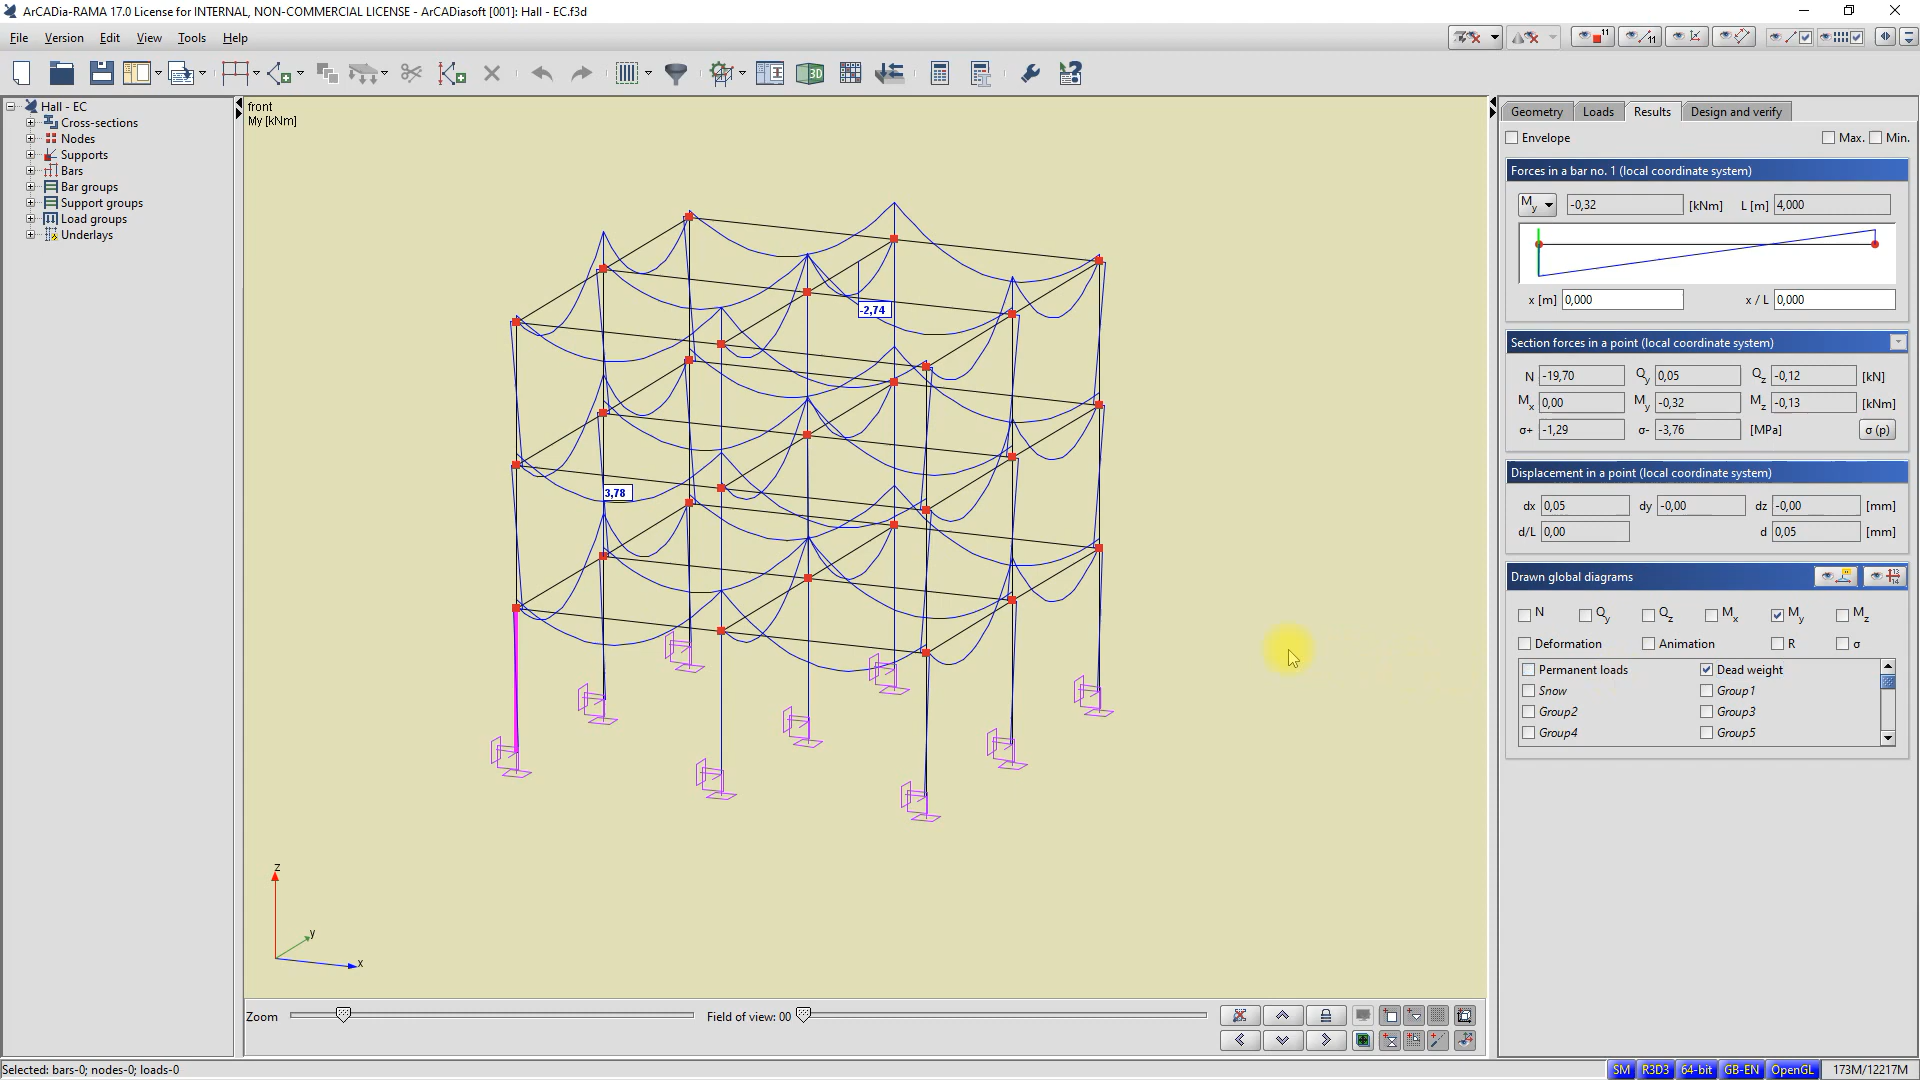 ArCADia-RAMA 17.0 License for INTERNAL, NON-COMMERCIAL LICENSE - ArCADiasoft [001]: Hall - EC.f3d
File Version Edit View Tools Help
11 11
3D
Hall - EC
Cross-sections
Nodes
Supports
Bars
Bar groups
Support groups
Load groups
Underlays
front
My [kNm]
-2,74
3,78
z
y
x
Zoom
Field of view: 00
Geometry Loads Results Design and verify
Envelope Max. Min.
Forces in a bar no. 1 (local coordinate system)
My -0,32 [kNm] L [m] 4,000
x [m] 0,000 x / L 0,000
Section forces in a point (local coordinate system)
N -19,70 Qy 0,05 Qz -0,12 [kN]
Mx 0,00 My -0,32 Mz -0,13 [kNm]
σ+ -1,29 σ- -3,76 [MPa] σ (p)
Displacement in a point (local coordinate system)
dx 0,05 dy -0,00 dz -0,00 [mm]
d/L 0,00 d 0,05 [mm]
Drawn global diagrams
N Qy Qz Mx My Mz
Deformation Animation R σ
Permanent loads Dead weight
Snow Group1
Group2 Group3
Group4 Group5
Selected: bars-0; nodes-0; loads-0
SM R3D3 64-bit GB-EN OpenGL 173M/12217M